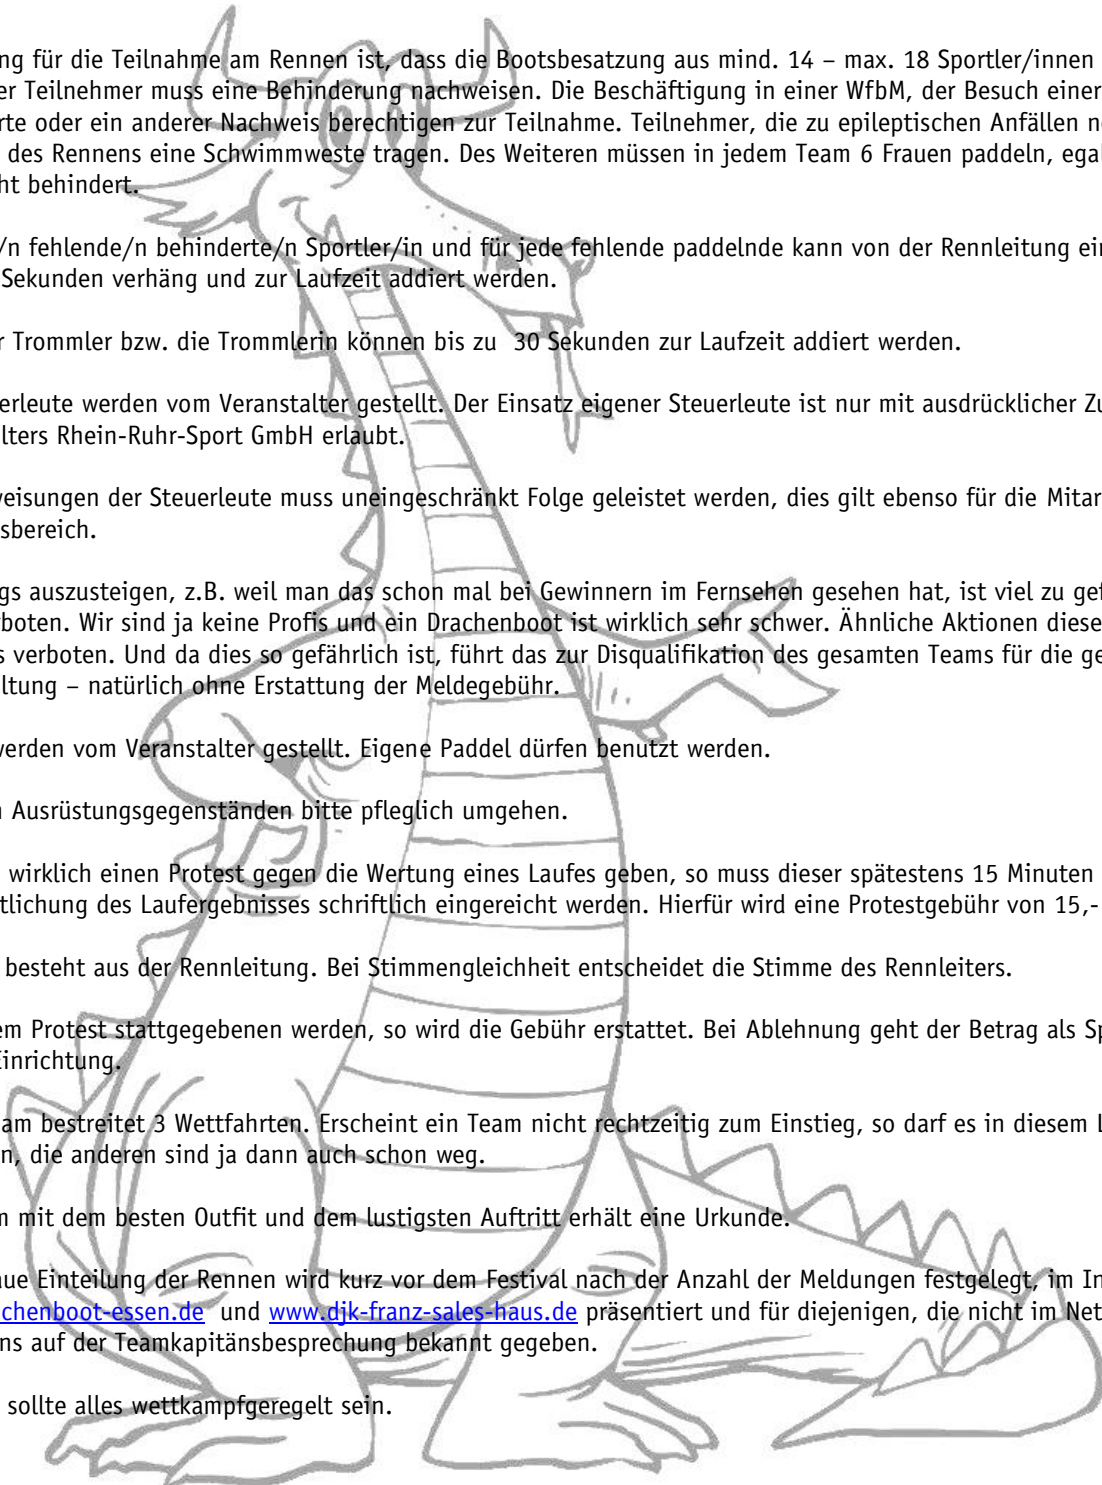 ng für die Teilnahme am Rennen ist, dass die Bootsbesatzung aus mind. 14 – max. 18 Sportler/innen
er Teilnehmer muss eine Behinderung nachweisen. Die Beschäftigung in einer WfbM, der Besuch einer
rte oder ein anderer Nachweis berechtigen zur Teilnahme. Teilnehmer, die zu epileptischen Anfällen ne
des Rennens eine Schwimmweste tragen. Des Weiteren müssen in jedem Team 6 Frauen paddeln, egal
ht behindert.
/n fehlende/n behinderte/n Sportler/in und für jede fehlende paddelnde kann von der Rennleitung ein
Sekunden verhäng und zur Laufzeit addiert werden.
r Trommler bzw. die Trommlerin können bis zu 30 Sekunden zur Laufzeit addiert werden.
erleute werden vom Veranstalter gestellt. Der Einsatz eigener Steuerleute ist nur mit ausdrücklicher Zu
lters Rhein-Ruhr-Sport GmbH erlaubt.
weisungen der Steuerleute muss uneingeschränkt Folge geleistet werden, dies gilt ebenso für die Mitar
sbereich.
gs auszusteigen, z.B. weil man das schon mal bei Gewinnern im Fernsehen gesehen hat, ist viel zu gef
rboten. Wir sind ja keine Profis und ein Drachenboot ist wirklich sehr schwer. Ähnliche Aktionen diese
s verboten. Und da dies so gefährlich ist, führt das zur Disqualifikation des gesamten Teams für die ge
ltung – natürlich ohne Erstattung der Meldegebühr.
werden vom Veranstalter gestellt. Eigene Paddel dürfen benutzt werden.
n Ausrüstungsgegenständen bitte pfleglich umgehen.
wirklich einen Protest gegen die Wertung eines Laufes geben, so muss dieser spätestens 15 Minuten
tlichung des Laufergebnisses schriftlich eingereicht werden. Hierfür wird eine Protestgebühr von 15,-
besteht aus der Rennleitung. Bei Stimmengleichheit entscheidet die Stimme des Rennleiters.
em Protest stattgegebenen werden, so wird die Gebühr erstattet. Bei Ablehnung geht der Betrag als Sp
Einrichtung.
am bestreitet 3 Wettfahrten. Erscheint ein Team nicht rechtzeitig zum Einstieg, so darf es in diesem L
n, die anderen sind ja dann auch schon weg.
m mit dem besten Outfit und dem lustigsten Auftritt erhält eine Urkunde.
aue Einteilung der Rennen wird kurz vor dem Festival nach der Anzahl der Meldungen festgelegt, im In
chenboot-essen.de und www.djk-franz-sales-haus.de präsentiert und für diejenigen, die nicht im Net
ns auf der Teamkapitänsbesprechung bekannt gegeben.
sollte alles wettkampfgeregelt sein.